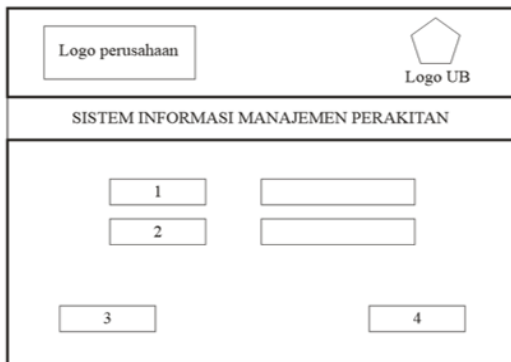 Logo perusahaan
Logo UB
SISTEM INFORMASI MANAJEMEN PERAKITAN
1
2
3
4